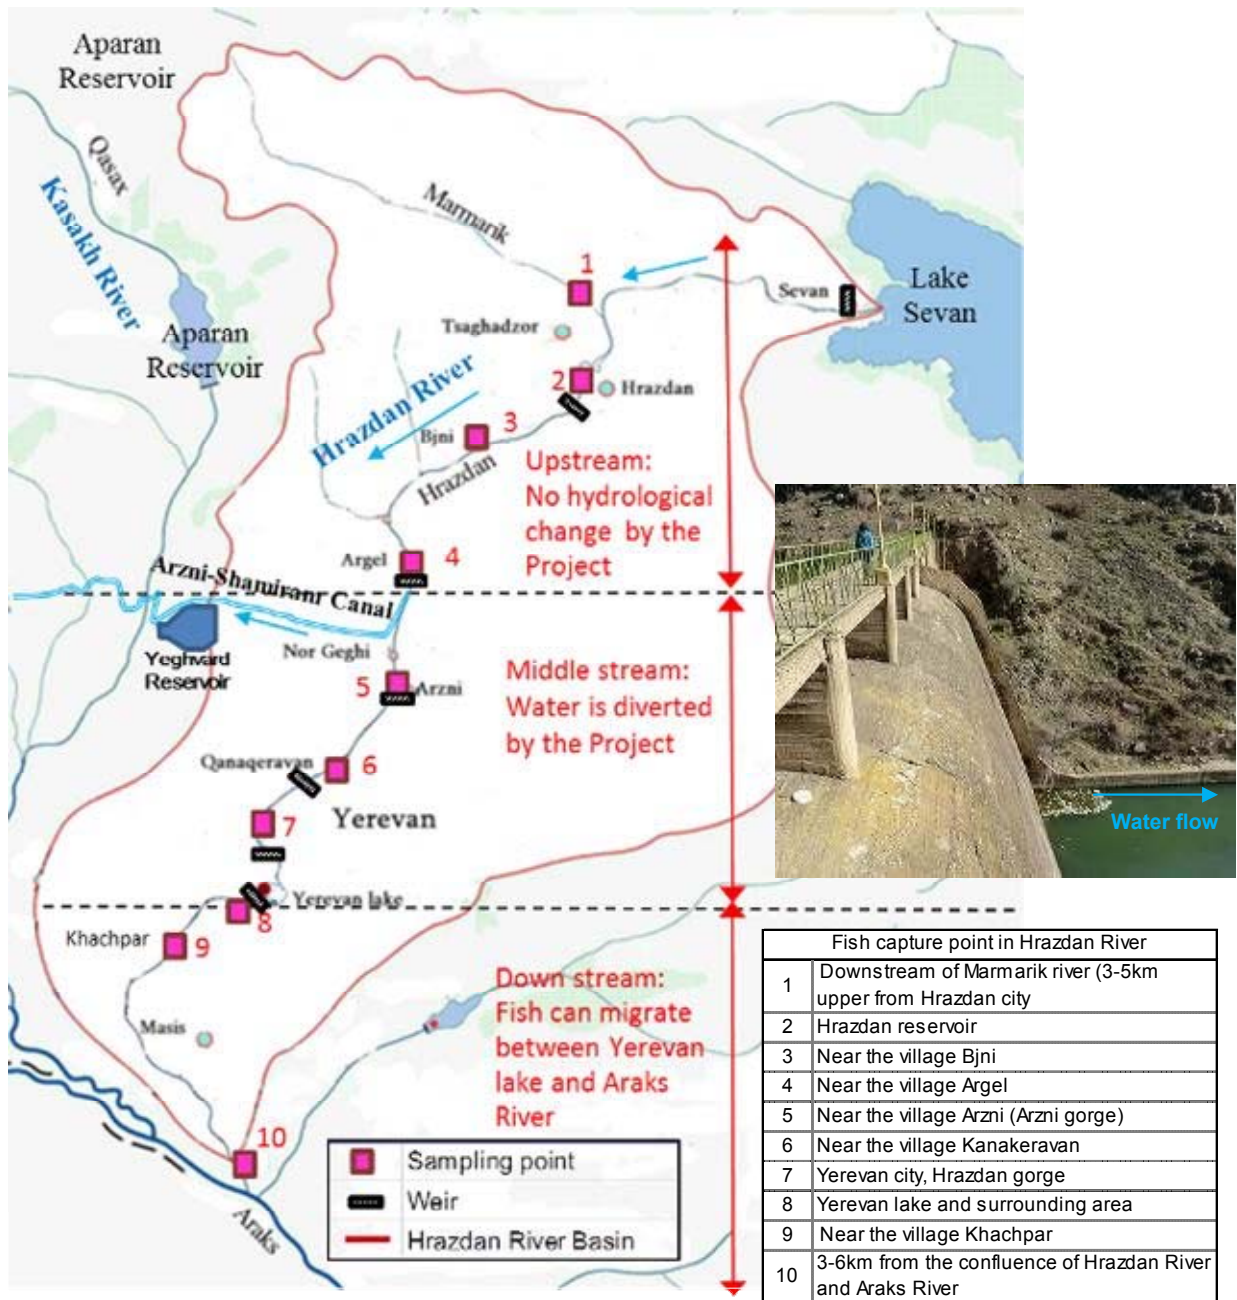 Aparan
Reservoir
Qasax
Kasakh River
Marmarik
1
Sevan
Lake
Sevan
Tsaghadzor
Aparan
Reservoir
2
Hrazdan
Hrazdan River
3
Bjni
Hrazdan
Upstream:
No hydrological
change by the
Project
Argel
4
Arzni-Shamiranr Canal
Nor Geghi
Yeghvard
Reservoir
5
Arzni
Middle stream:
Water is diverted
by the Project
Qanaqeravan
6
7
Yerevan
Water flow
Yerevan lake
8
Khachpar
9
Down stream:
Fish can migrate
between Yerevan
lake and Araks
River
Masis
10
Araks
Sampling point
Weir
Hrazdan River Basin
Fish capture point in Hrazdan River
1 Downstream of Marmarik river (3-5km
upper from Hrazdan city
2 Hrazdan reservoir
3 Near the village Bjni
4 Near the village Argel
5 Near the village Arzni (Arzni gorge)
6 Near the village Kanakeravan
7 Yerevan city, Hrazdan gorge
8 Yerevan lake and surrounding area
9 Near the village Khachpar
10 3-6km from the confluence of Hrazdan River
and Araks River